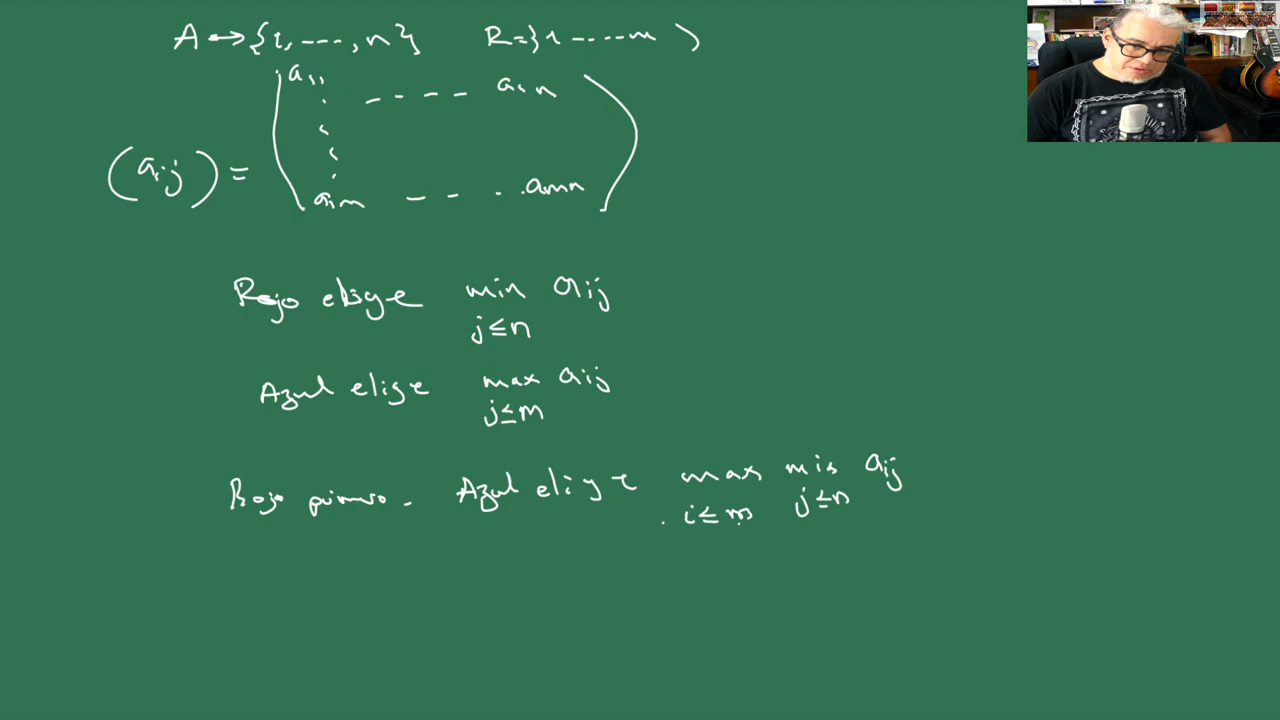 A ↔ {1, ---, n} R = {1 ..... m }
(aij) = ( a11 - - - - a1n
a1m - - . amn )
Rojo elige min aij
j ≤ n
Azul elige max aij
j ≤ m
Rojo primero. Azul elige max min aij
i ≤ m j ≤ n